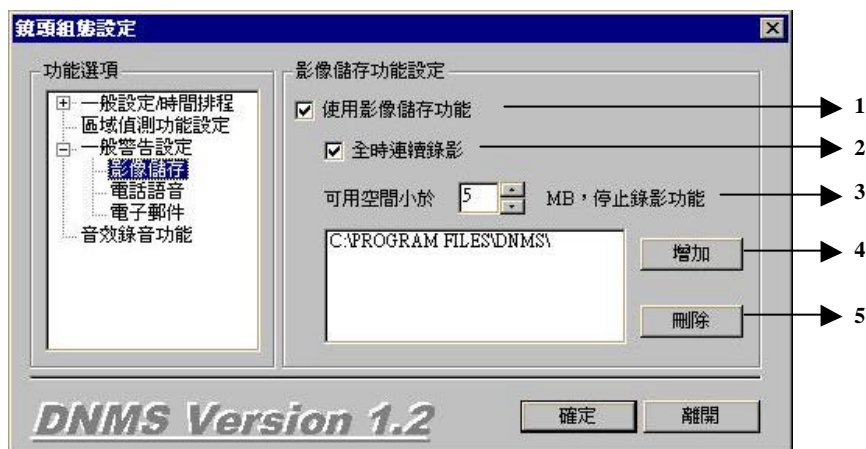 鏡頭組態設定
功能選項
一般設定/時間排程
區域偵測功能設定
一般警告設定
影像儲存
電話語音
電子郵件
音效錄音功能
影像儲存功能設定
使用影像儲存功能
全時連續錄影
可用空間小於 5 MB，停止錄影功能
C:\PROGRAM FILES\DNMS\
增加
刪除
1
2
3
4
5
DNMS Version 1.2
確定
離開